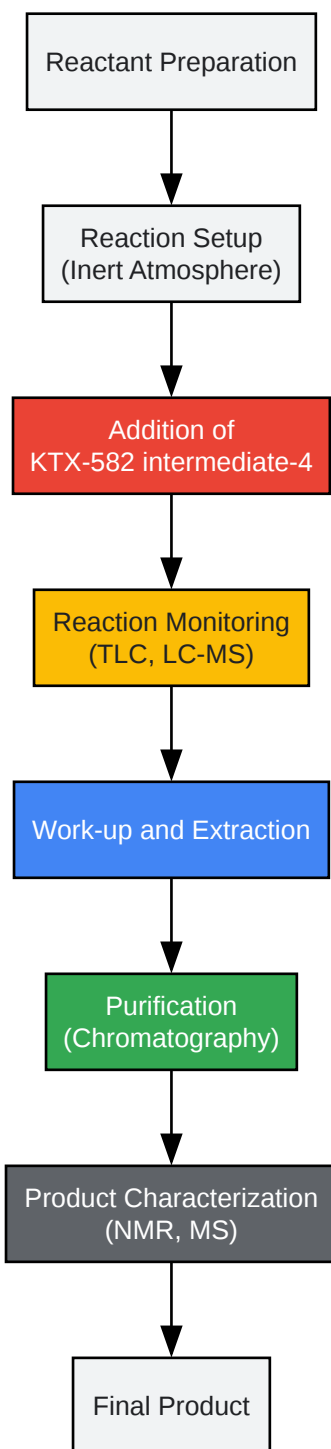 Reactant Preparation
Reaction Setup
(Inert Atmosphere)
Addition of
KTX-582 intermediate-4
Reaction Monitoring
(TLC, LC-MS)
Work-up and Extraction
Purification
(Chromatography)
Product Characterization
(NMR, MS)
Final Product